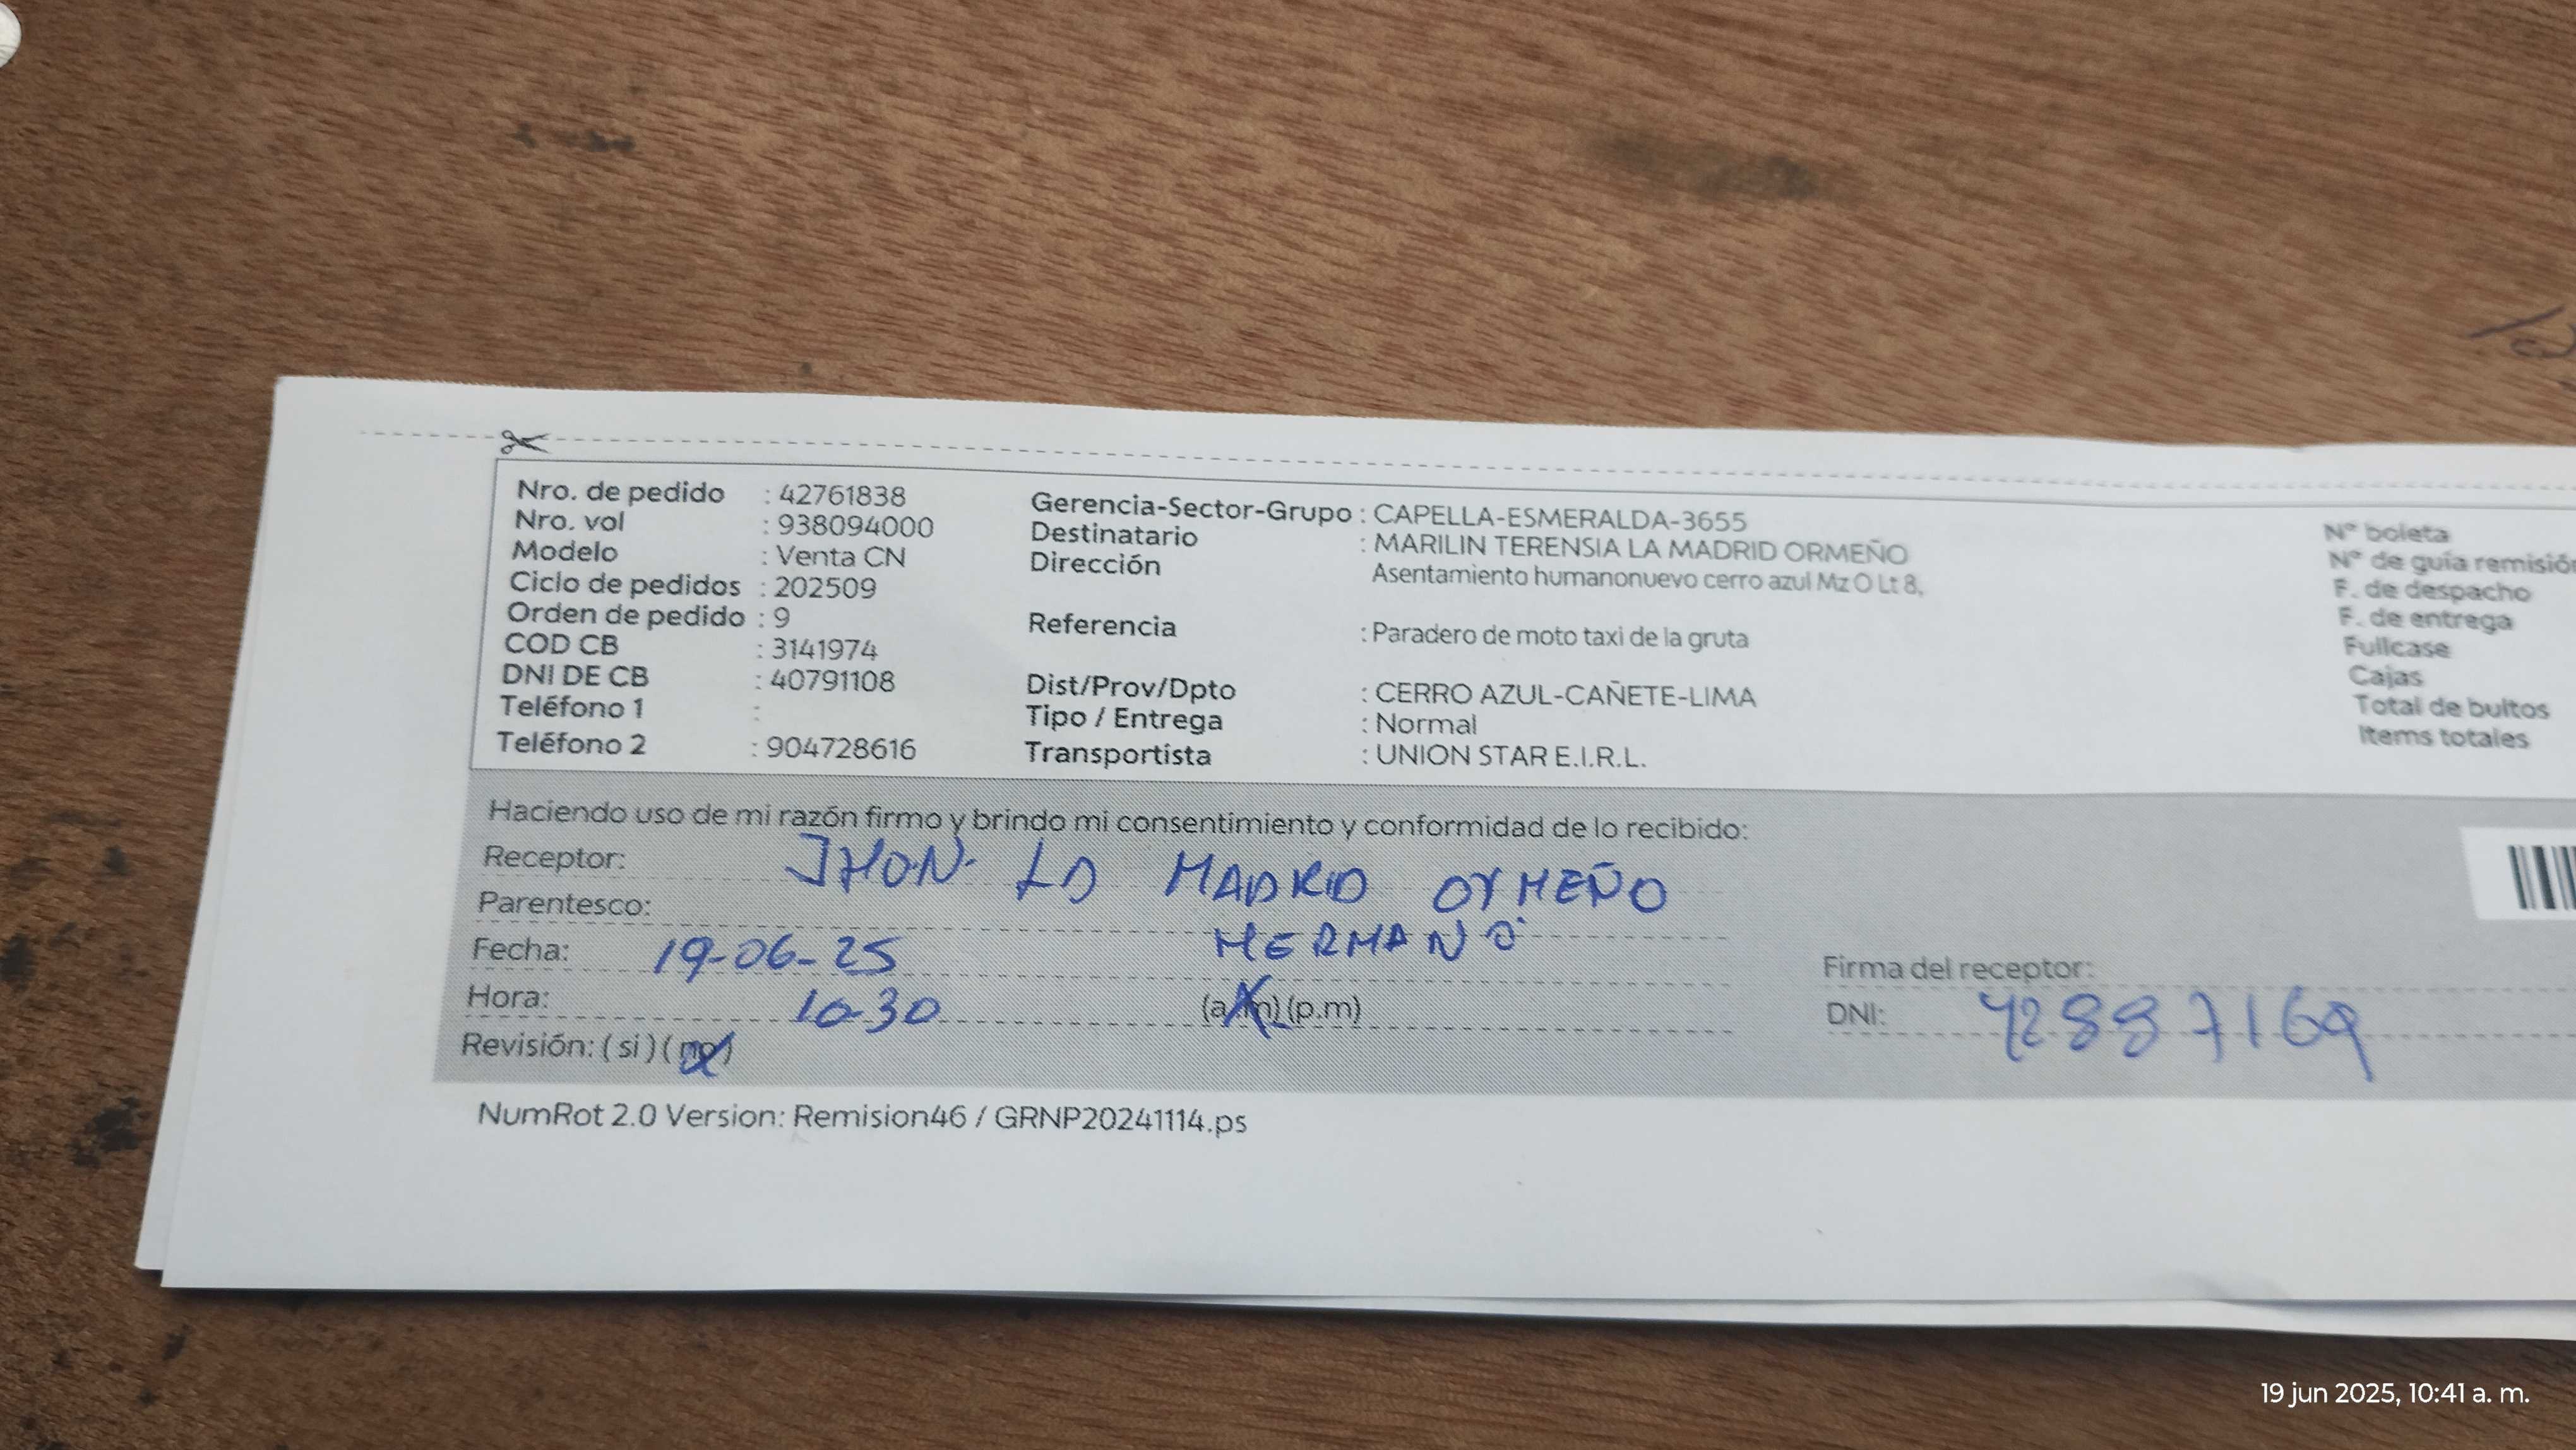 Nro. de pedido : 42761838
Nro. vol : 938094000
Modelo : Venta CN
Ciclo de pedidos : 202509
Orden de pedido : 9
COD CB : 3141974
DNI DE CB : 40791108
Teléfono 1 :
Teléfono 2 : 904728616
Gerencia-Sector-Grupo : CAPELLA-ESMERALDA-3655
Destinatario : MARILIN TERENSIA LA MADRID ORMEÑO
Dirección Asentamiento humanonuevo cerro azul Mz O Lt 8,
Referencia : Paradero de moto taxi de la gruta
Dist/Prov/Dpto : CERRO AZUL-CAÑETE-LIMA
Tipo / Entrega : Normal
Transportista : UNION STAR E.I.R.L.
N° boleta
N° de guía remisión
F. de despacho
F. de entrega
Fullcase
Cajas
Total de bultos
Items totales
Haciendo uso de mi razón firmo y brindo mi consentimiento y conformidad de lo recibido:
Receptor: JHON LA MADRID ORMEÑO
Parentesco: HERMANO
Fecha: 19-06-25
Hora: 10-30 (a.m) (p.m)
Revisión: ( si ) ( no )
Firma del receptor:
DNI: 42887169
NumRot 2.0 Version: Remision46 / GRNP20241114.ps
19 jun 2025, 10:41 a. m.